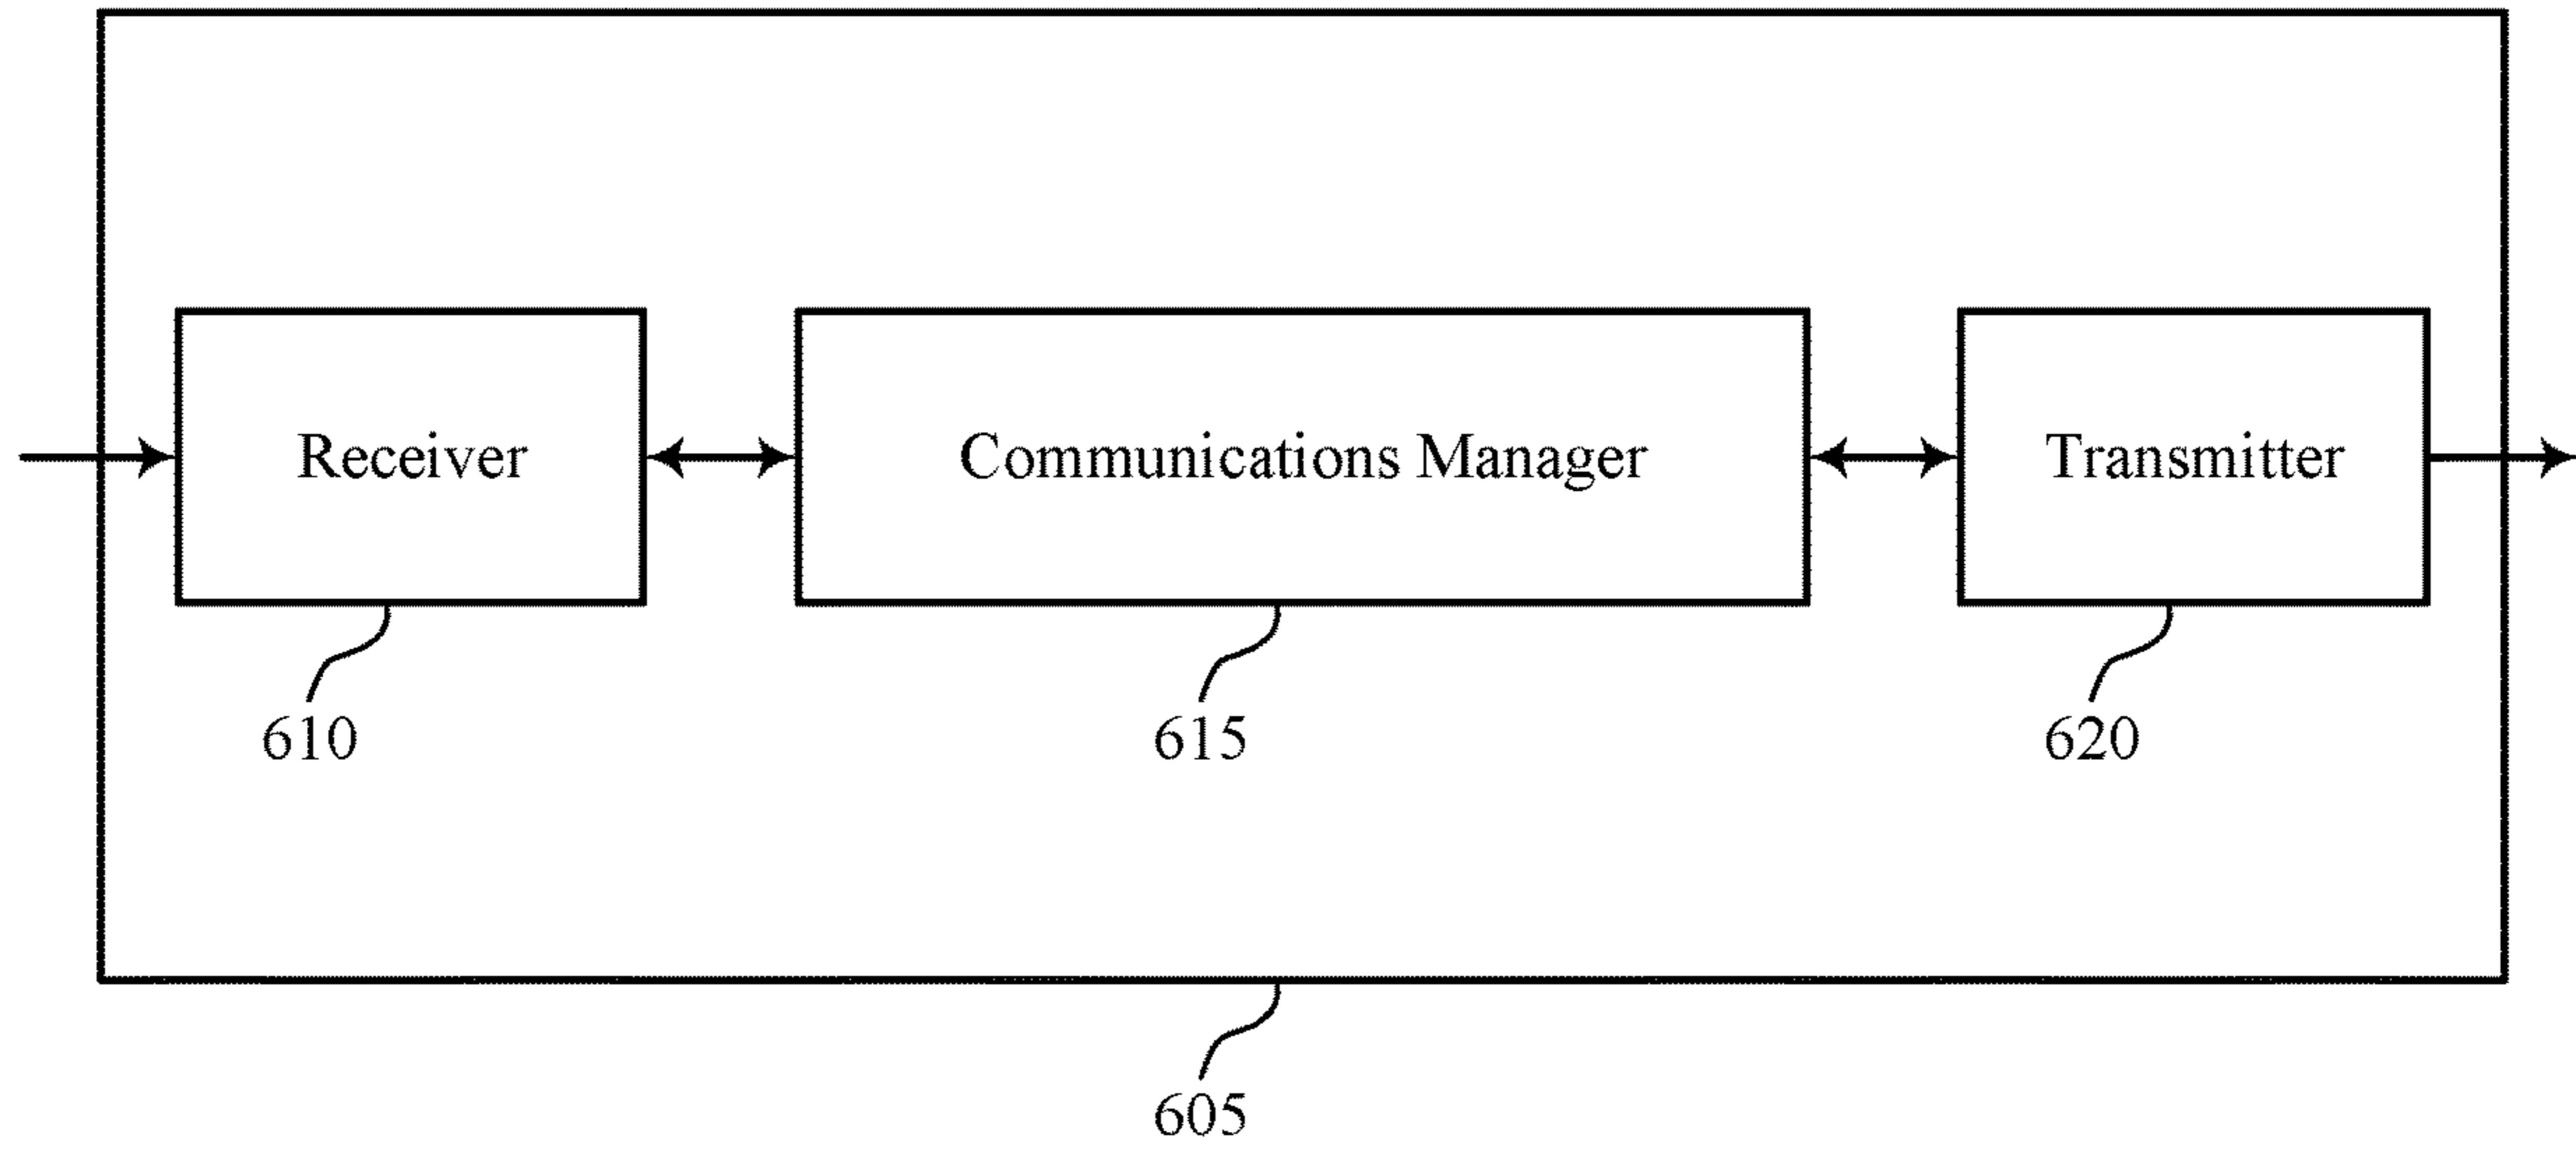 Receiver
Communications Manager
Transmitter
610
615
620
605